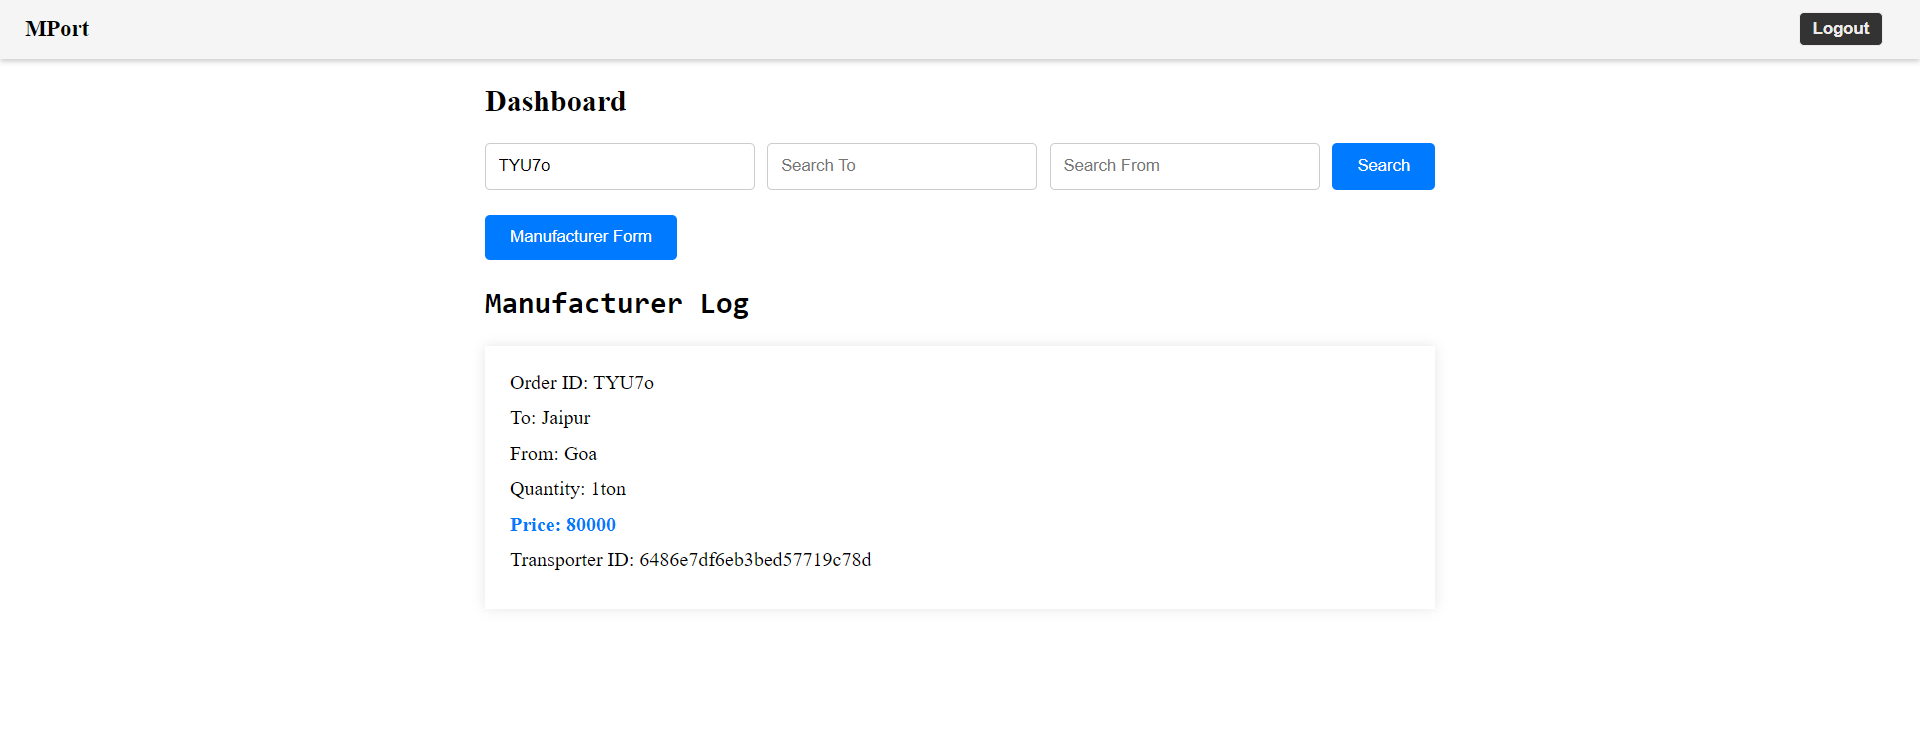 MPort
Logout
Dashboard
TYU7o
Search To
Search From
Search
Manufacturer Form
Manufacturer Log
Order ID: TYU7o
To: Jaipur
From: Goa
Quantity: 1ton
Price: 80000
Transporter ID: 6486e7df6eb3bed57719c78d